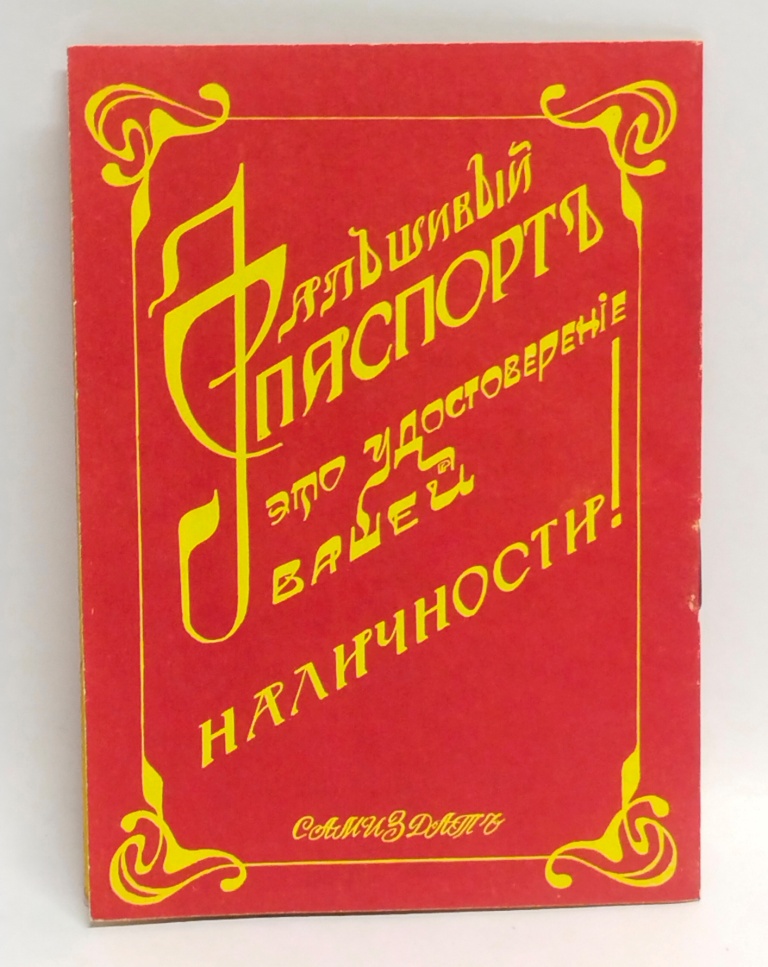 Фальшивый
паспортъ
это удостоверенiе
вашей
наличности!
самиздатъ